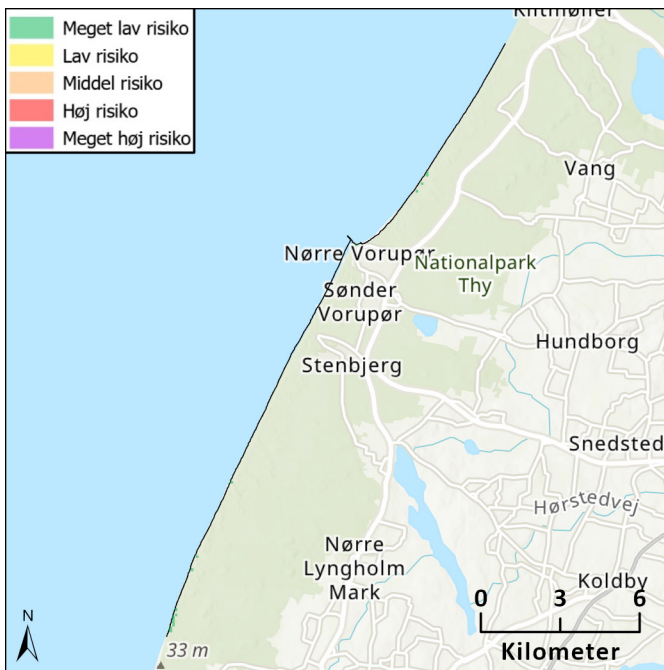 Meget lav risiko
Lav risiko
Middel risiko
Høj risiko
Meget høj risiko
Klitmøller
Vang
Nørre Vorupør
Nationalpark
Thy
Sønder
Vorupør
Hundborg
Stenbjerg
Snedsted
Hørstedvej
Nørre
Lyngholm
Mark
Koldby
0 3 6
Kilometer
N
33 m